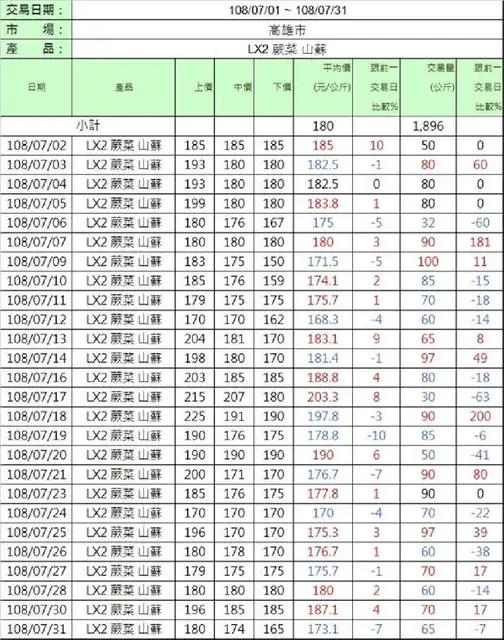 交易日期： 108/07/01 ~ 108/07/31
市 場： 高雄市
產 品： LX2 蕨菜 山蘇
日期 產品 上價 中價 下價 平均價 (元/公斤) 跟前一交易日比較% 交易量 (公斤) 跟前一交易日比較%
小計 180 1,896
108/07/02 LX2 蕨菜 山蘇 185 185 185 185 10 50 0
108/07/03 LX2 蕨菜 山蘇 193 180 180 182.5 -1 80 60
108/07/04 LX2 蕨菜 山蘇 193 180 180 182.5 0 80 0
108/07/05 LX2 蕨菜 山蘇 199 180 180 183.8 1 80 0
108/07/06 LX2 蕨菜 山蘇 180 176 167 175 -5 32 -60
108/07/07 LX2 蕨菜 山蘇 180 180 180 180 3 90 181
108/07/09 LX2 蕨菜 山蘇 183 175 150 171.5 -5 100 11
108/07/10 LX2 蕨菜 山蘇 185 176 159 174.1 2 85 -15
108/07/11 LX2 蕨菜 山蘇 179 175 175 175.7 1 70 -18
108/07/12 LX2 蕨菜 山蘇 170 170 162 168.3 -4 60 -14
108/07/13 LX2 蕨菜 山蘇 204 181 170 183.1 9 65 8
108/07/14 LX2 蕨菜 山蘇 198 180 170 181.4 -1 97 49
108/07/16 LX2 蕨菜 山蘇 203 185 185 188.8 4 80 -18
108/07/17 LX2 蕨菜 山蘇 215 207 180 203.3 8 30 -63
108/07/18 LX2 蕨菜 山蘇 225 191 190 197.8 -3 90 200
108/07/19 LX2 蕨菜 山蘇 190 176 175 178.8 -10 85 -6
108/07/20 LX2 蕨菜 山蘇 190 190 190 190 6 50 -41
108/07/21 LX2 蕨菜 山蘇 200 171 170 176.7 -7 90 80
108/07/23 LX2 蕨菜 山蘇 185 176 175 177.8 1 90 0
108/07/24 LX2 蕨菜 山蘇 170 170 170 170 -4 70 -22
108/07/25 LX2 蕨菜 山蘇 196 170 170 175.3 3 97 39
108/07/26 LX2 蕨菜 山蘇 180 178 170 176.7 1 60 -38
108/07/27 LX2 蕨菜 山蘇 179 175 175 175.7 -1 70 17
108/07/28 LX2 蕨菜 山蘇 180 180 180 180 2 60 -14
108/07/30 LX2 蕨菜 山蘇 196 185 185 187.1 4 70 17
108/07/31 LX2 蕨菜 山蘇 180 174 165 173.1 -7 65 -7